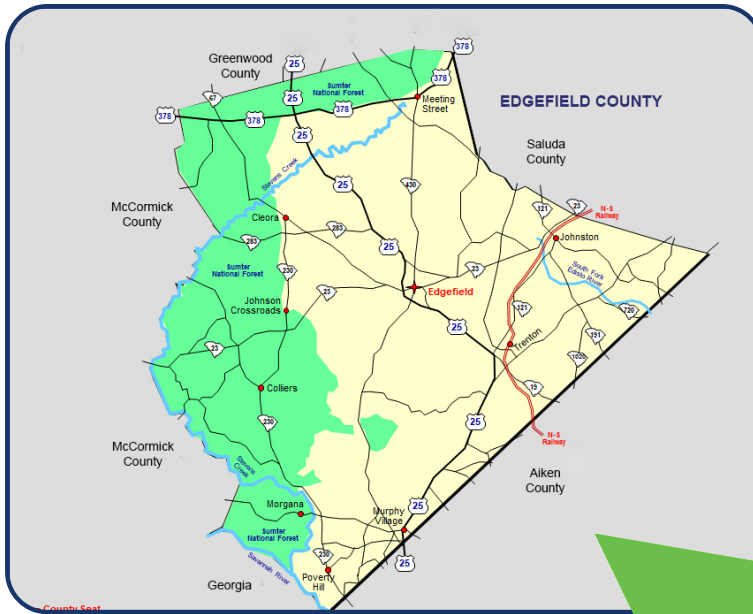 Greenwood
County
25
378
67
Sumter
National Forest
378
25
378
378
378
Meeting
Street
EDGEFIELD COUNTY
25
Saluda
County
Stevens Creek
25
430
McCormick
County
121
23
N-S
Railway
Cleora
283
Johnston
283
25
Sumter
National Forest
230
23
South Fork
Edisto River
23
Edgefield
Johnson
Crossroads
121
720
25
191
23
Trenton
1026
Colliers
19
230
25
N-S
Railway
McCormick
County
Stevens
Creek
Aiken
County
25
Morgana
Murphy
Village
Sumter
National Forest
230
25
Savannah River
Poverty
Hill
Georgia
County Seat